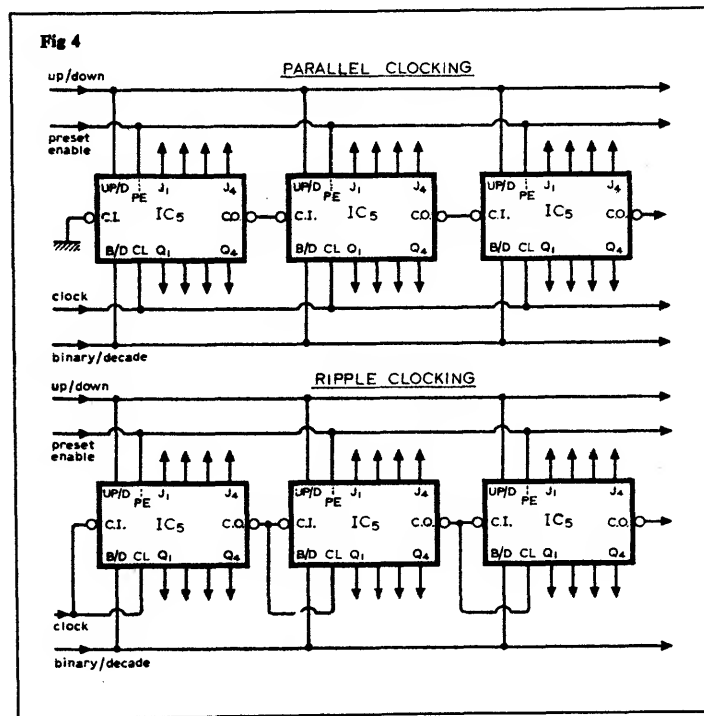 Fig 4
PARALLEL CLOCKING
up/down
preset
enable
UP/D PE J1 J4
C.I. IC5 C.O.
B/D CL Q1 Q4
UP/D PE J1 J4
C.I. IC5 C.O.
B/D CL Q1 Q4
UP/D PE J1 J4
C.I. IC5 C.O.
B/D CL Q1 Q4
clock
binary/decade
RIPPLE CLOCKING
up/down
preset
enable
UP/D PE J1 J4
C.I. IC5 C.O.
B/D CL Q1 Q4
UP/D PE J1 J4
C.I. IC5 C.O.
B/D CL Q1 Q4
UP/D PE J1 J4
C.I. IC5 C.O.
B/D CL Q1 Q4
clock
binary/decade